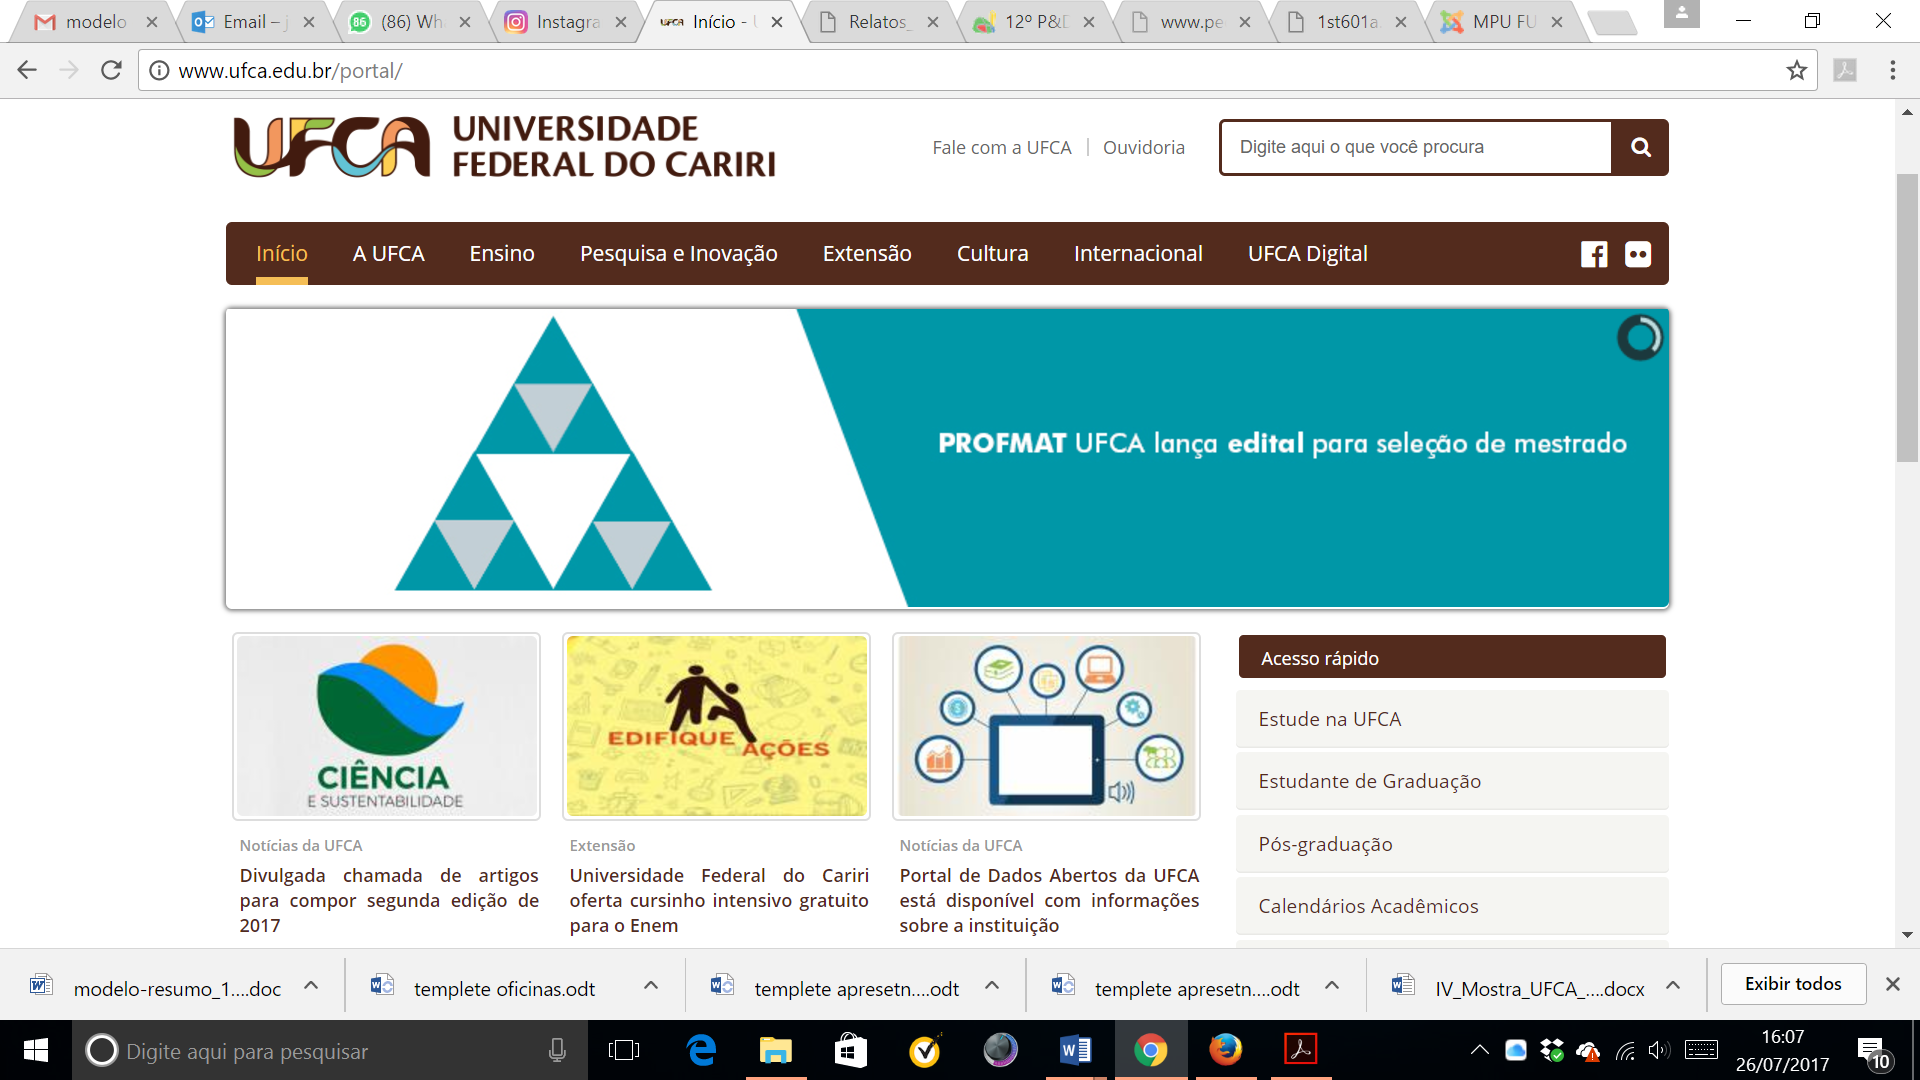 modelo
Email – j
(86) Wh
Instagra
Início - U
Relatos_
12º P&D
www.pe
1st601a.
MPU FU
www.ufca.edu.br/portal/
UFCA
UNIVERSIDADE
FEDERAL DO CARIRI
Fale com a UFCA
Ouvidoria
Digite aqui o que você procura
Início
A UFCA
Ensino
Pesquisa e Inovação
Extensão
Cultura
Internacional
UFCA Digital
PROFMAT UFCA lança edital para seleção de mestrado
CIÊNCIA
E SUSTENTABILIDADE
EDIFIQUE AÇÕES
Notícias da UFCA
Divulgada chamada de artigos
para compor segunda edição de
2017
Extensão
Universidade Federal do Cariri
oferta cursinho intensivo gratuito
para o Enem
Notícias da UFCA
Portal de Dados Abertos da UFCA
está disponível com informações
sobre a instituição
Acesso rápido
Estude na UFCA
Estudante de Graduação
Pós-graduação
Calendários Acadêmicos
modelo-resumo_1....doc
templete oficinas.odt
templete apresetn....odt
templete apresetn....odt
IV_Mostra_UFCA_....docx
Exibir todos
Digite aqui para pesquisar
16:07
26/07/2017
10